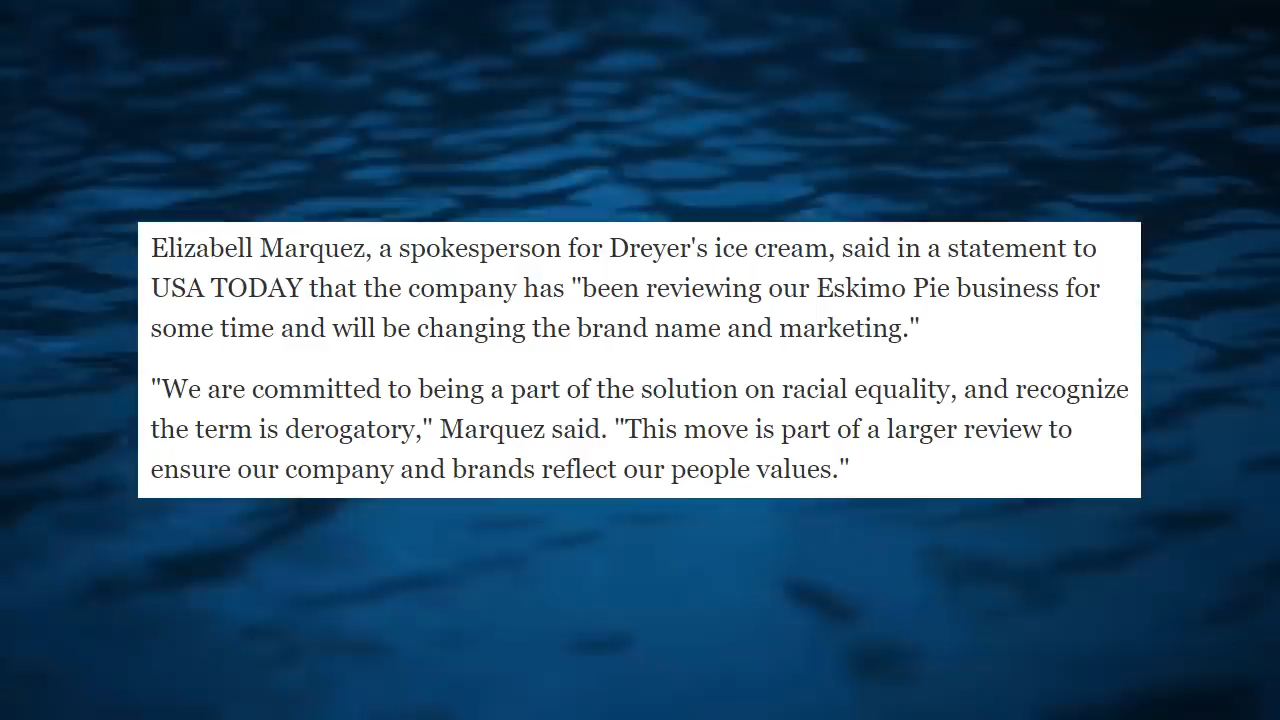 Elizabell Marquez, a spokesperson for Dreyer's ice cream, said in a statement to
USA TODAY that the company has "been reviewing our Eskimo Pie business for
some time and will be changing the brand name and marketing."
"We are committed to being a part of the solution on racial equality, and recognize
the term is derogatory," Marquez said. "This move is part of a larger review to
ensure our company and brands reflect our people values."